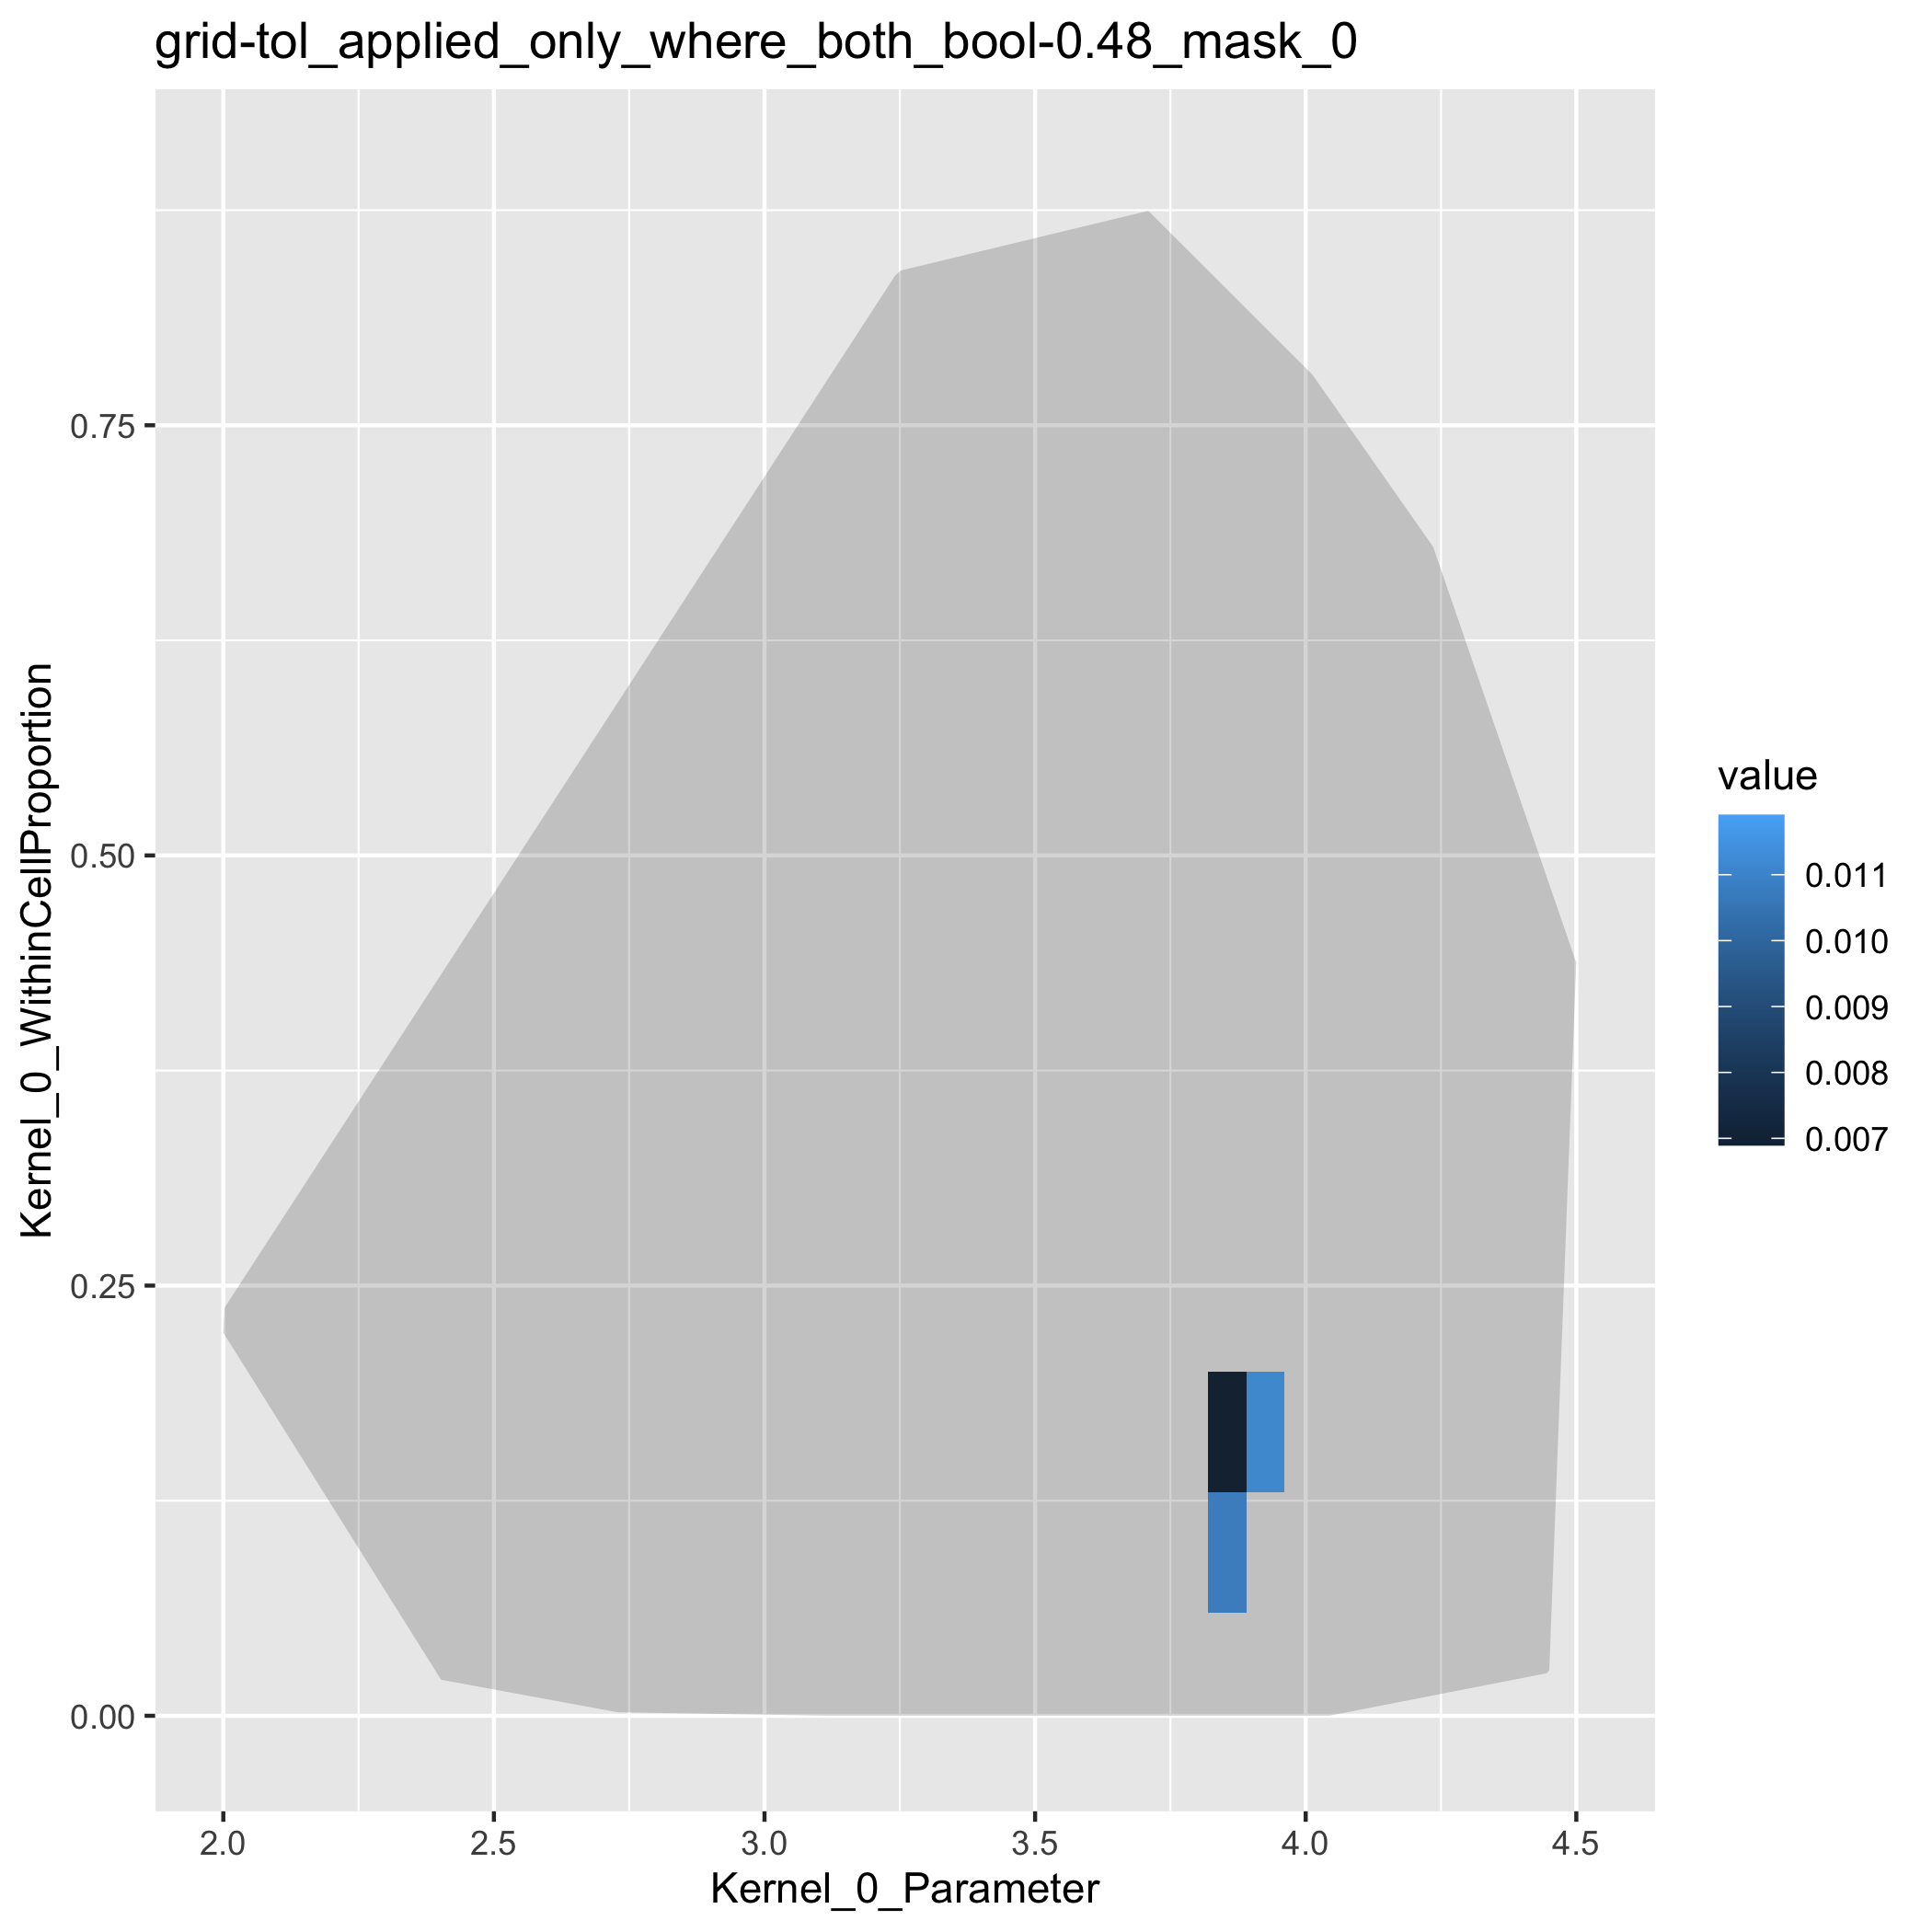 grid-tol_applied_only_where_both_bool-0.48_mask_0
Kernel_0_WithinCellProportion
0.75
0.50
0.25
0.00
2.0 2.5 3.0 3.5 4.0 4.5
Kernel_0_Parameter
value
0.011
0.010
0.009
0.008
0.007